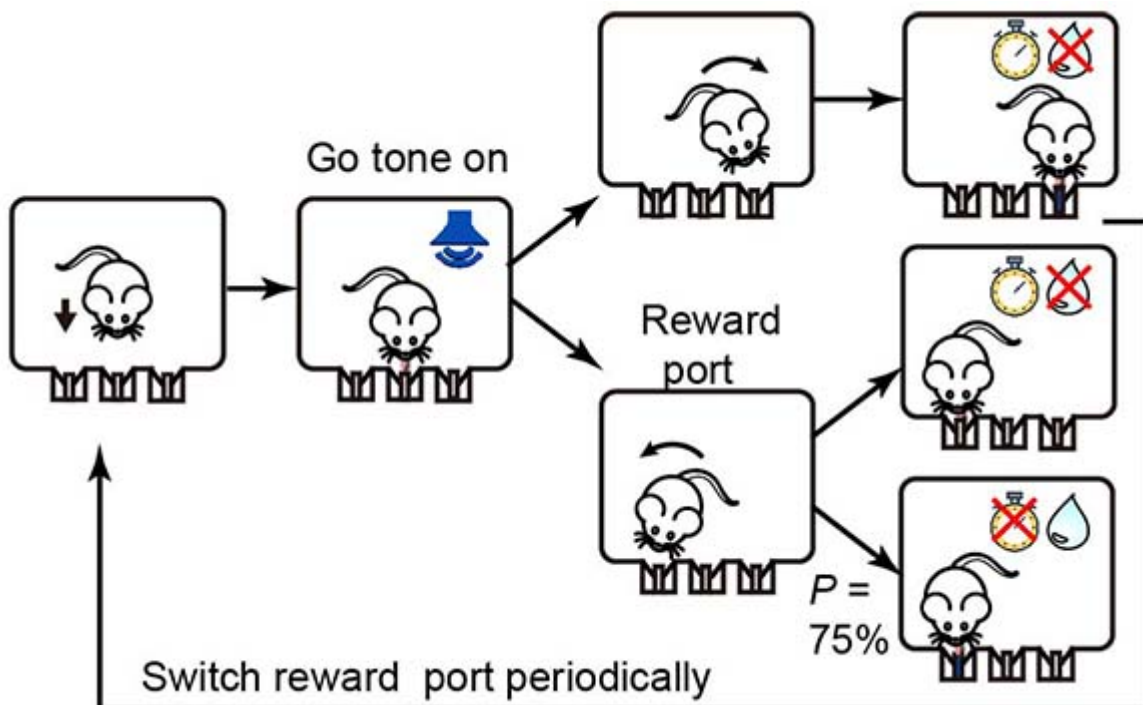 Go tone on
Reward
port
P =
75%
Switch reward port periodically